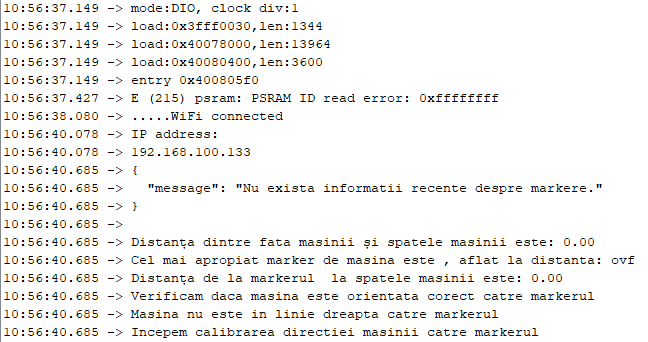 10:56:37.149 -> mode:DIO, clock div:1
10:56:37.149 -> load:0x3fff0030,len:1344
10:56:37.149 -> load:0x40078000,len:13964
10:56:37.149 -> load:0x40080400,len:3600
10:56:37.149 -> entry 0x400805f0
10:56:37.427 -> E (215) psram: PSRAM ID read error: 0xffffffff
10:56:38.080 -> .....WiFi connected
10:56:40.078 -> IP address:
10:56:40.078 -> 192.168.100.133
10:56:40.685 -> {
10:56:40.685 ->   "message": "Nu exista informatii recente despre markere."
10:56:40.685 -> }
10:56:40.685 ->
10:56:40.685 -> Distanța dintre fata masinii și spatele masinii este: 0.00
10:56:40.685 -> Cel mai apropiat marker de masina este , aflat la distanta: ovf
10:56:40.685 -> Distanța de la markerul  la spatele masinii este: 0.00
10:56:40.685 -> Verificam daca masina este orientata corect catre markerul
10:56:40.685 -> Masina nu este in linie dreapta catre markerul
10:56:40.685 -> Incepem calibrarea directiei masinii catre markerul